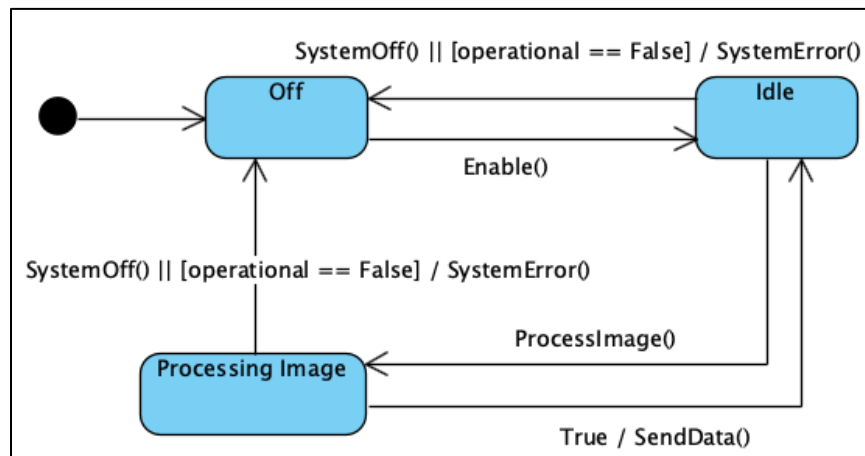 SystemOff() || [operational == False] / SystemError()
Off
Idle
Enable()
SystemOff() || [operational == False] / SystemError()
ProcessImage()
Processing Image
True / SendData()